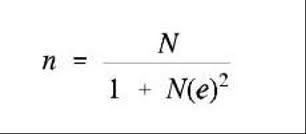 n = N / 1 + N(e)²